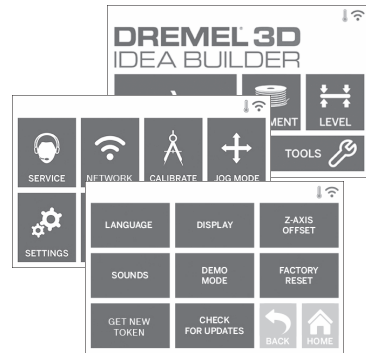 DREMEL 3D
IDEA BUILDER
LEVEL
TOOLS
SERVICE
NETWORK
CALIBRATE
JOG MODE
SETTINGS
LANGUAGE
DISPLAY
Z-AXIS
OFFSET
SOUNDS
DEMO
MODE
FACTORY
RESET
GET NEW
TOKEN
CHECK
FOR UPDATES
BACK
HOME